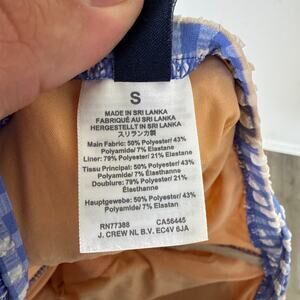 S
MADE IN SRI LANKA
FABRIQUÉ AU SRI LANKA
HERGESTELLT IN SRI LANKA
スリランカ製
Main Fabric: 50% Polyester/ 43%
Polyamide/ 7% Elastane
Liner: 79% Polyester/ 21% Elastane
Tissu Principal: 50% Polyester/ 43%
Polyamide/ 7% Élasthanne
Doublure: 79% Polyester/ 21%
Élasthanne
Hauptgewebe: 50% Polyester/ 43%
Polyamide/ 7% Elasthan
RN77388 CA56445
J. CREW NL B.V. EC4V 6JA